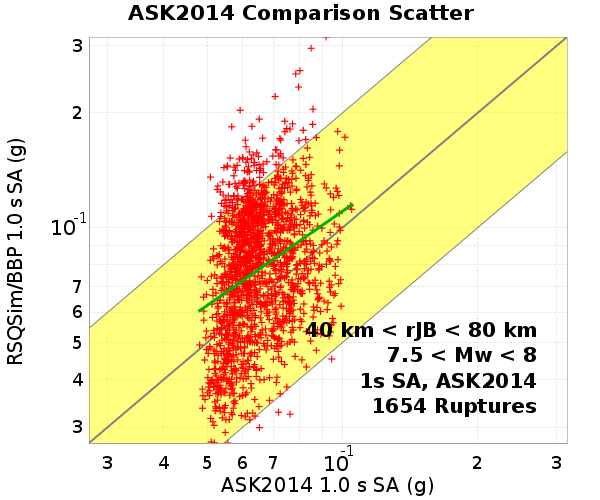 ASK2014 Comparison Scatter
RSQSim/BBP 1.0 s SA (g)
3
2
10-1
7
6
5
4
3
40 km < rJB < 80 km
7.5 < Mw < 8
1s SA, ASK2014
1654 Ruptures
3 4 5 6 7 10-1 2 3
ASK2014 1.0 s SA (g)